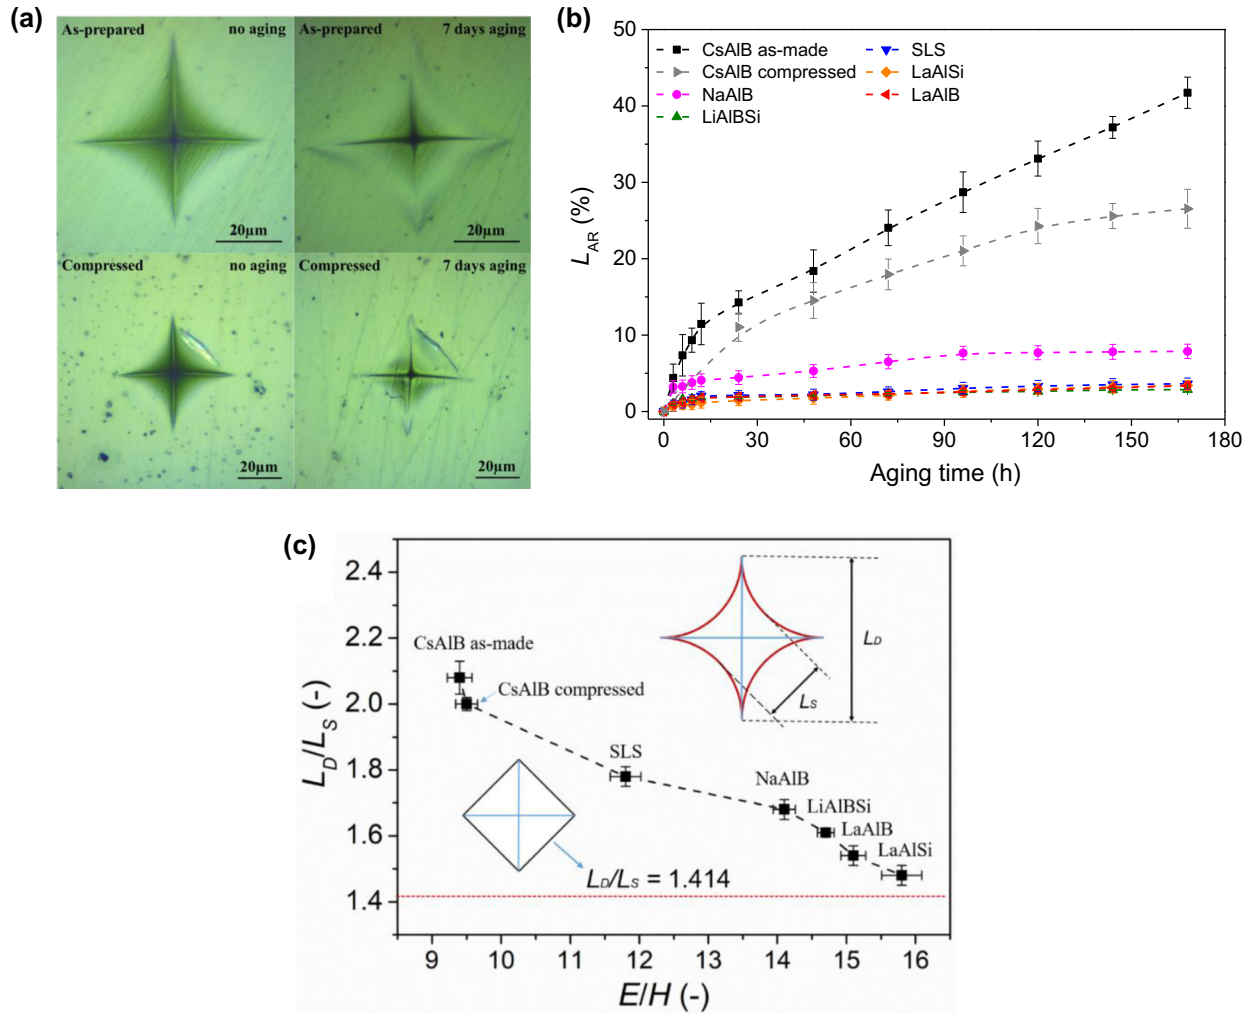 (a)
As-prepared no aging
20μm
As-prepared 7 days aging
20μm
Compressed no aging
20μm
Compressed 7 days aging
20μm
(b)
50
40
30
20
10
0
L_AR (%)
CsAlB as-made
CsAlB compressed
NaAlB
LiAlBSi
SLS
LaAlSi
LaAlB
0 30 60 90 120 150 180
Aging time (h)
(c)
2.4
2.2
2.0
1.8
1.6
1.4
L_D/L_S (-)
CsAlB as-made
CsAlB compressed
SLS
NaAlB
LiAlBSi
LaAlB
LaAlSi
L_D
L_S
L_D/L_S = 1.414
9 10 11 12 13 14 15 16
E/H (-)